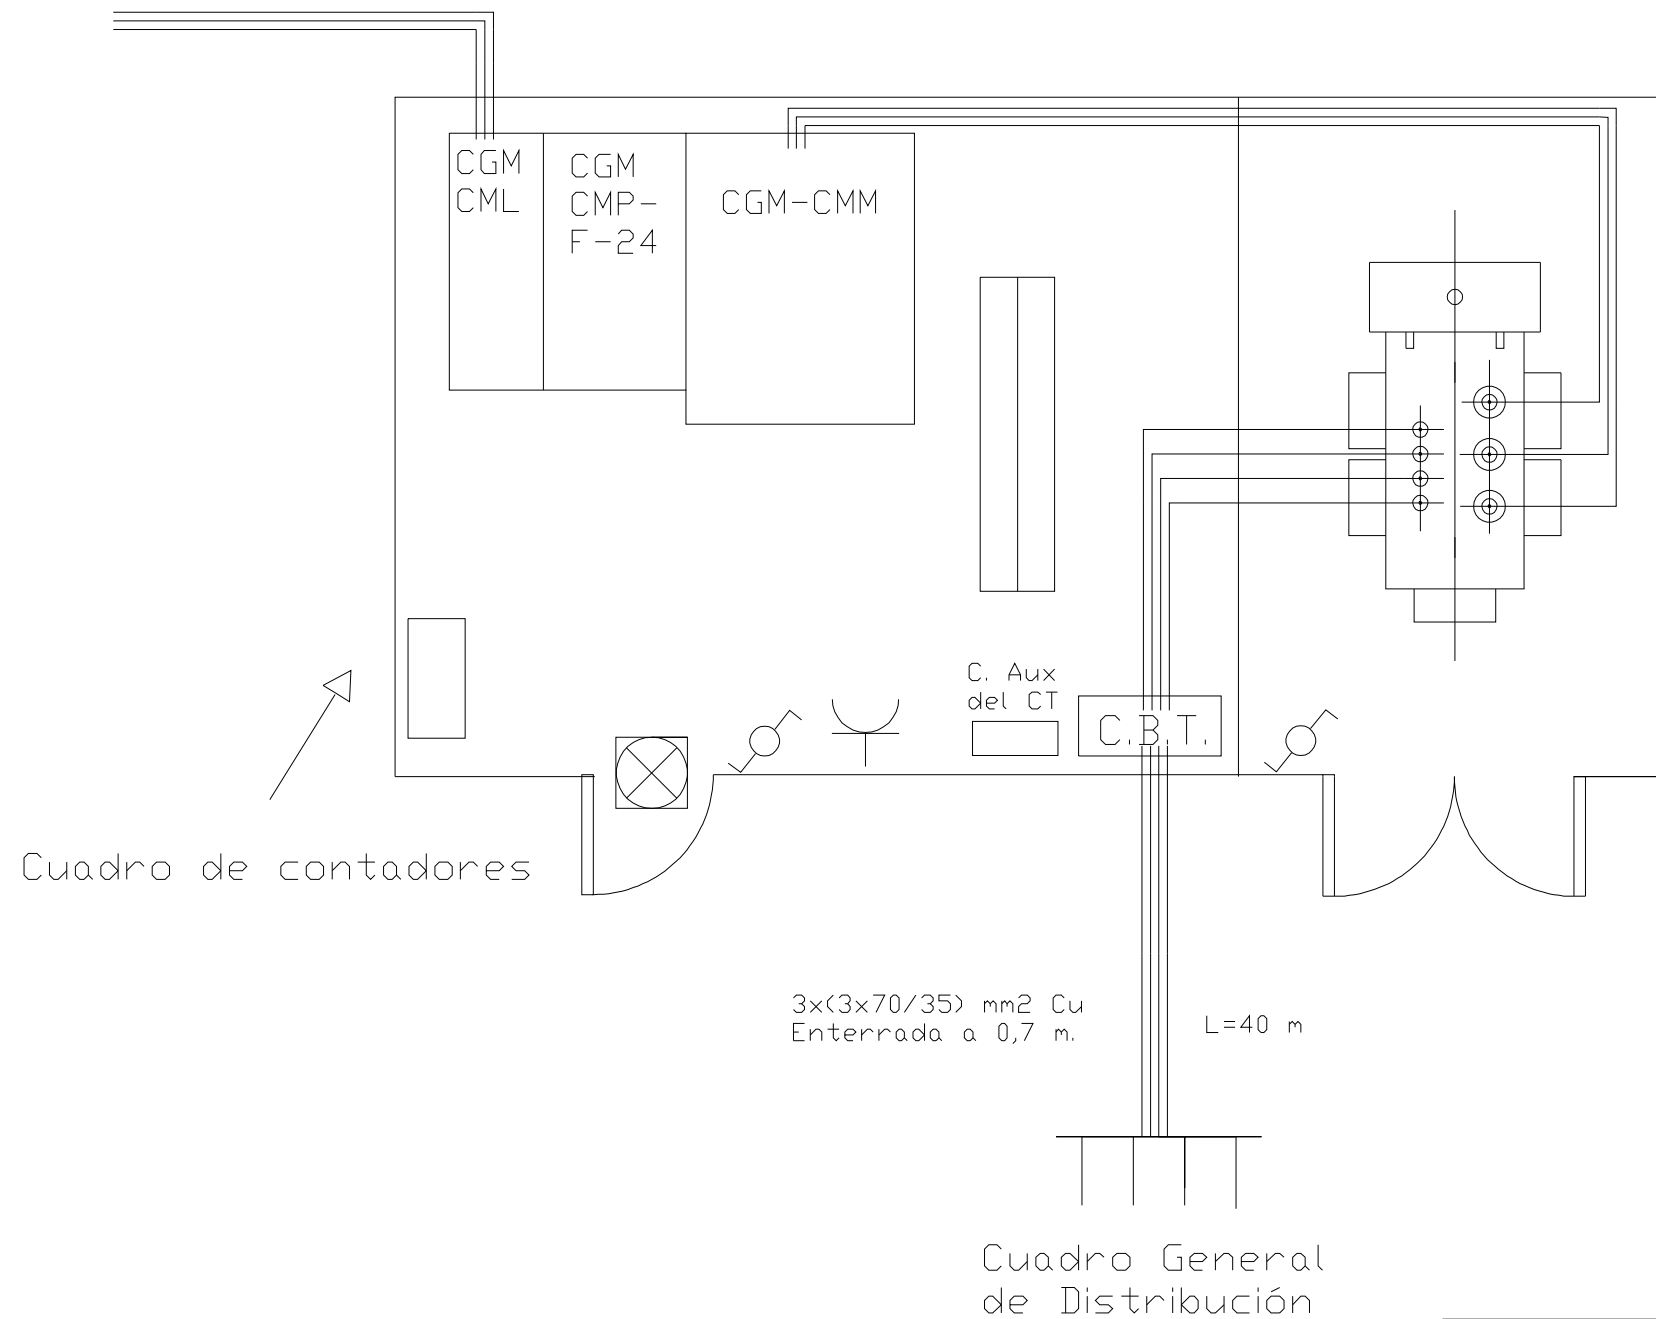 CGM
CML
CGM
CMP-
F-24
CGM-CMM
C. Aux
del CT
C.B.T.
Cuadro de contadores
3x(3x70/35) mm2 Cu
Enterrada a 0,7 m.
L=40 m
Cuadro General
de Distribución